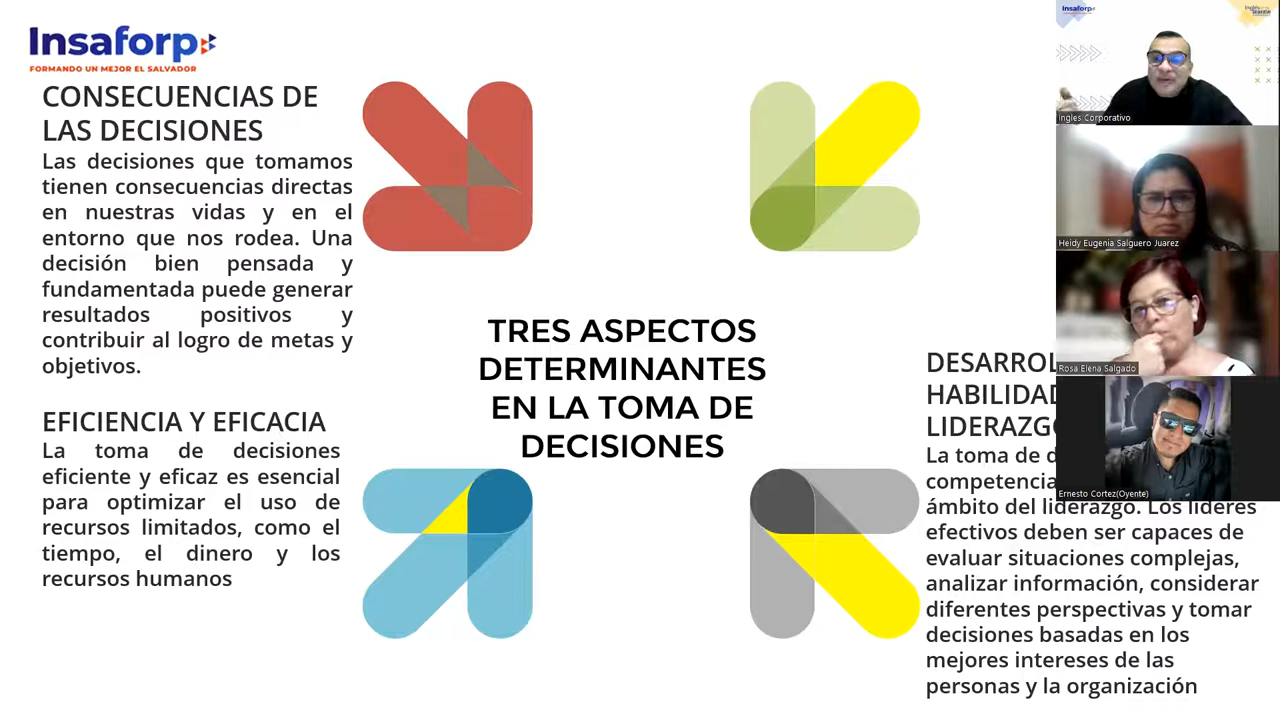 Insaforp
FORMANDO UN MEJOR EL SALVADOR
CONSECUENCIAS DE
LAS DECISIONES
Las decisiones que tomamos
tienen consecuencias directas
en nuestras vidas y en el
entorno que nos rodea. Una
decisión bien pensada y
fundamentada puede generar
resultados positivos y
contribuir al logro de metas y
objetivos.
EFICIENCIA Y EFICACIA
La toma de decisiones
eficiente y eficaz es esencial
para optimizar el uso de
recursos limitados, como el
tiempo, el dinero y los
recursos humanos
TRES ASPECTOS
DETERMINANTES
EN LA TOMA DE
DECISIONES
DESARROL
HABILIDAD
LIDERAZGO
La toma de d
competencia
ámbito del liderazgo. Los líderes
efectivos deben ser capaces de
evaluar situaciones complejas,
analizar información, considerar
diferentes perspectivas y tomar
decisiones basadas en los
mejores intereses de las
personas y la organización
Insaforp
Ingles Corporativo
Heidy Eugenia Salguero Juarez
Rosa Elena Salgado
Ernesto Cortez(Oyente)